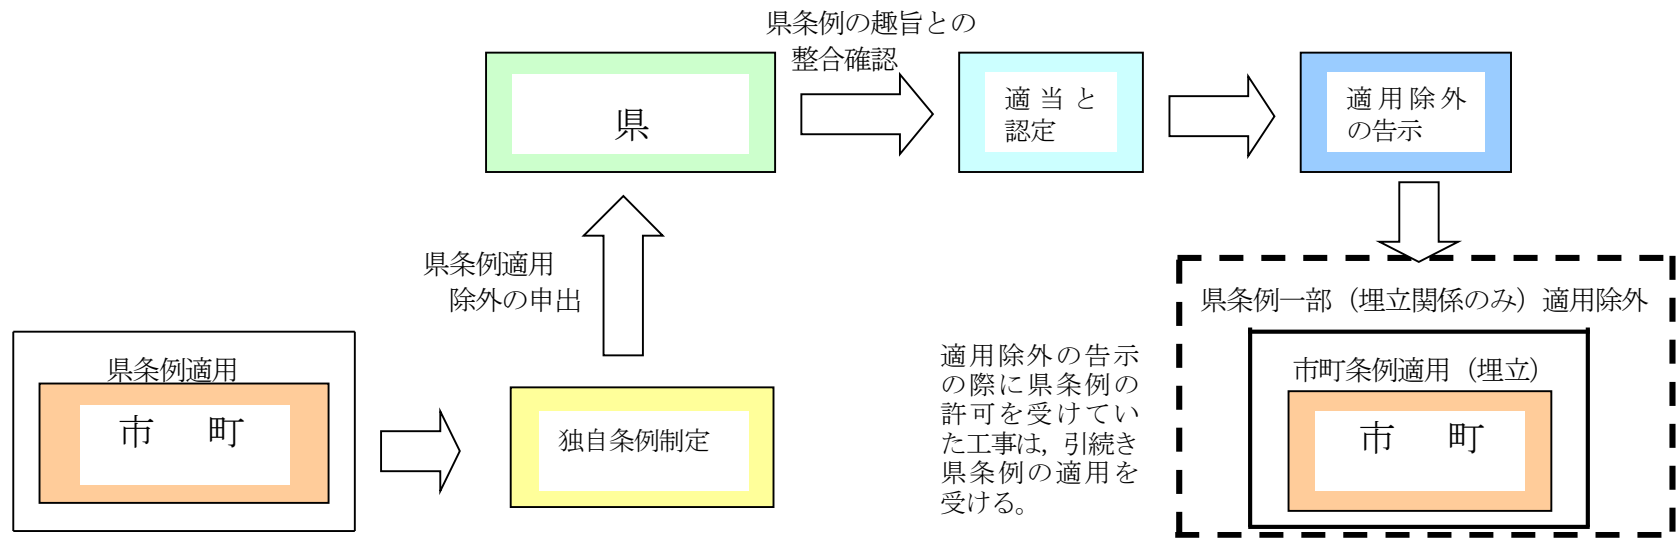 県条例の趣旨との
整合確認
県
適当と
認定
適用除外
の告示
県条例適用
除外の申出
県条例一部（埋立関係のみ）適用除外
県条例適用
市　町
独自条例制定
適用除外の告示
の際に県条例の
許可を受けてい
た工事は，引続き
県条例の適用を
受ける。
市町条例適用（埋立）
市　町